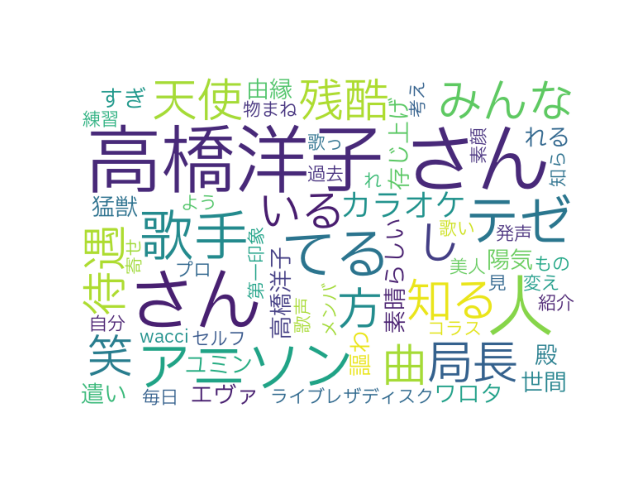 すぎ
天使
由縁
残酷
みんな
練習
物まね
存じ上げ
考え
高橋洋子 さん
歌っ
過去
素顔
れる
知ら
猛獣
よう
れ
いる
カラオケ
テゼ
待遇
寄せ
歌手
第一印象
てる
素晴らしい
し
歌い
発声
プロ
さん
高橋洋子
歌声
メンバ
方
知る
美人
陽気
もの
見
変え
人
自分
コラス
紹介
wacci
セルフ
笑
アニソン
ユミン
謳わ
曲
局長
殿
世間
遣い
毎日
エヴァ
ライブレザディスク
ワロタ